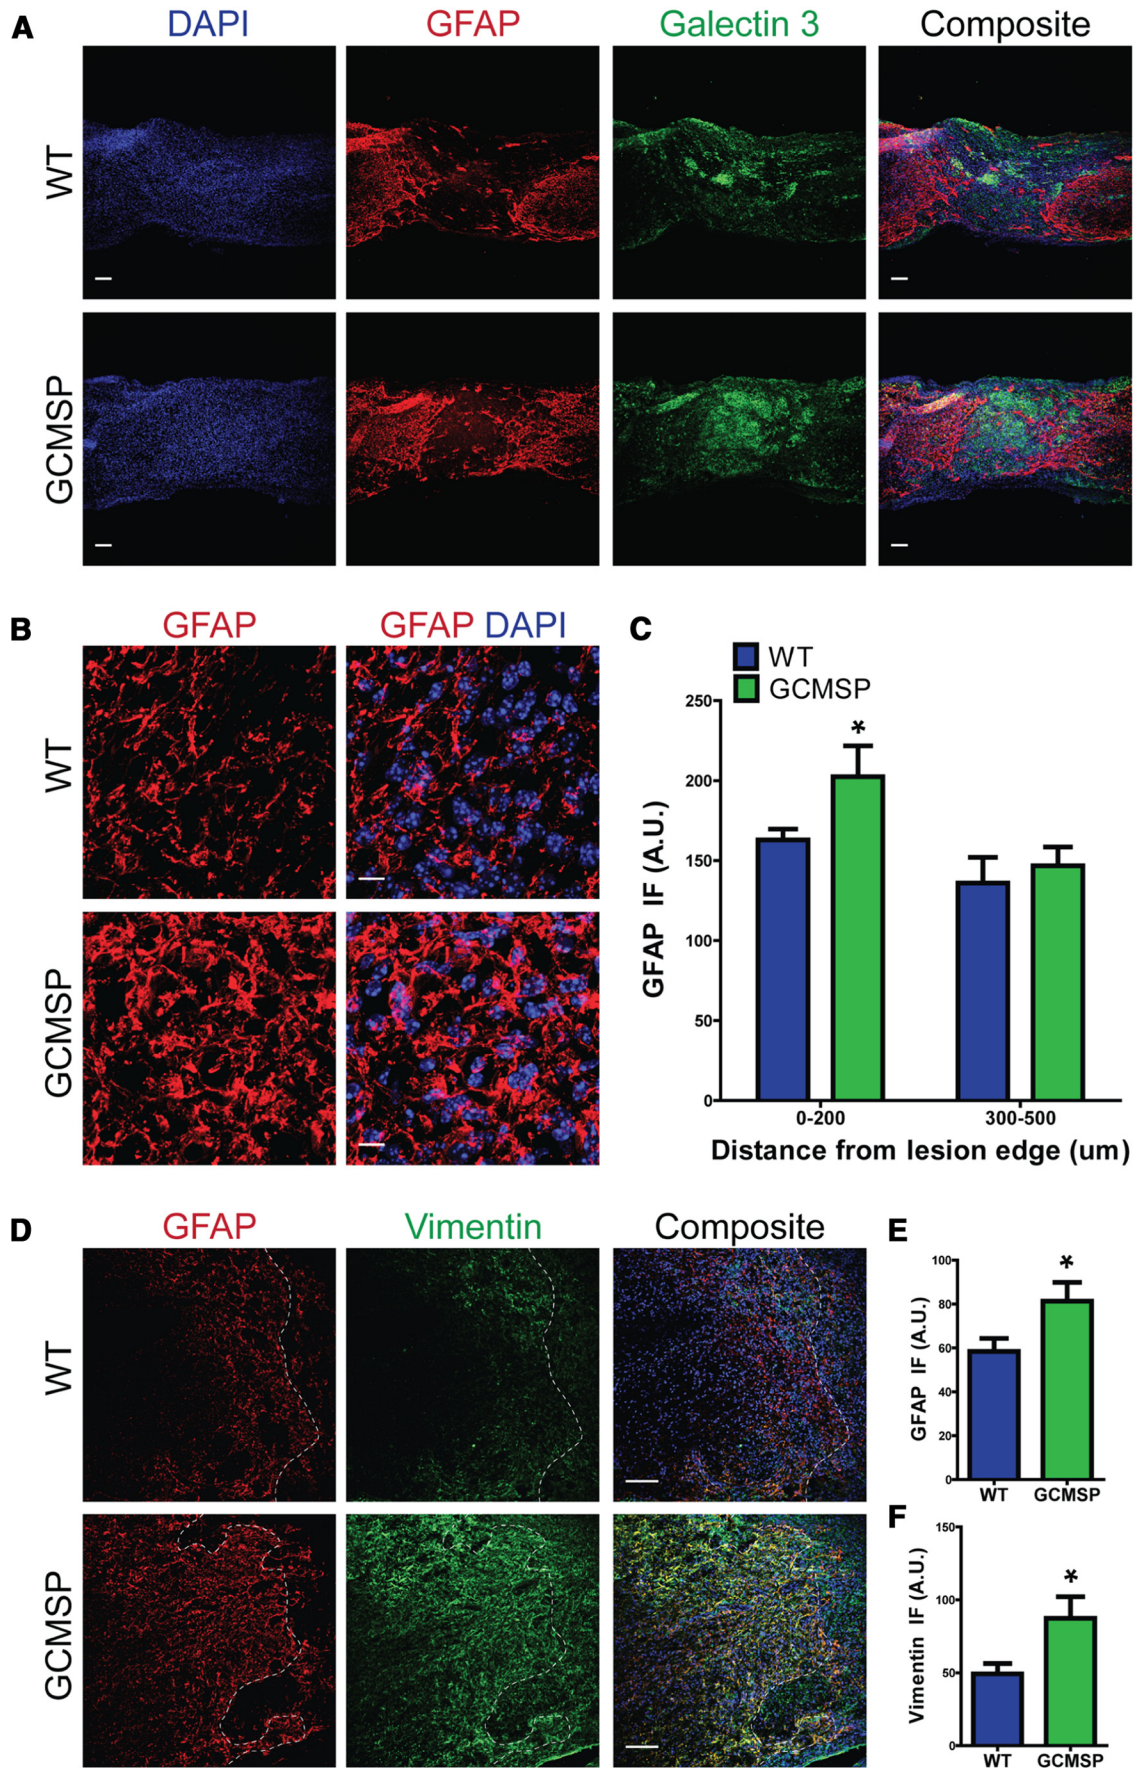 A
DAPI GFAP Galectin 3 Composite
WT
GCMSP
B
GFAP GFAP DAPI
WT
GCMSP
C
WT
GCMSP
250
200
150
100
50
0
GFAP IF (A.U.)
0-200 300-500
Distance from lesion edge (um)
*
D
GFAP Vimentin Composite
WT
GCMSP
E
100
80
60
40
20
0
GFAP IF (A.U.)
*
WT GCMSP
F
150
100
50
0
Vimentin IF (A.U.)
*
WT GCMSP